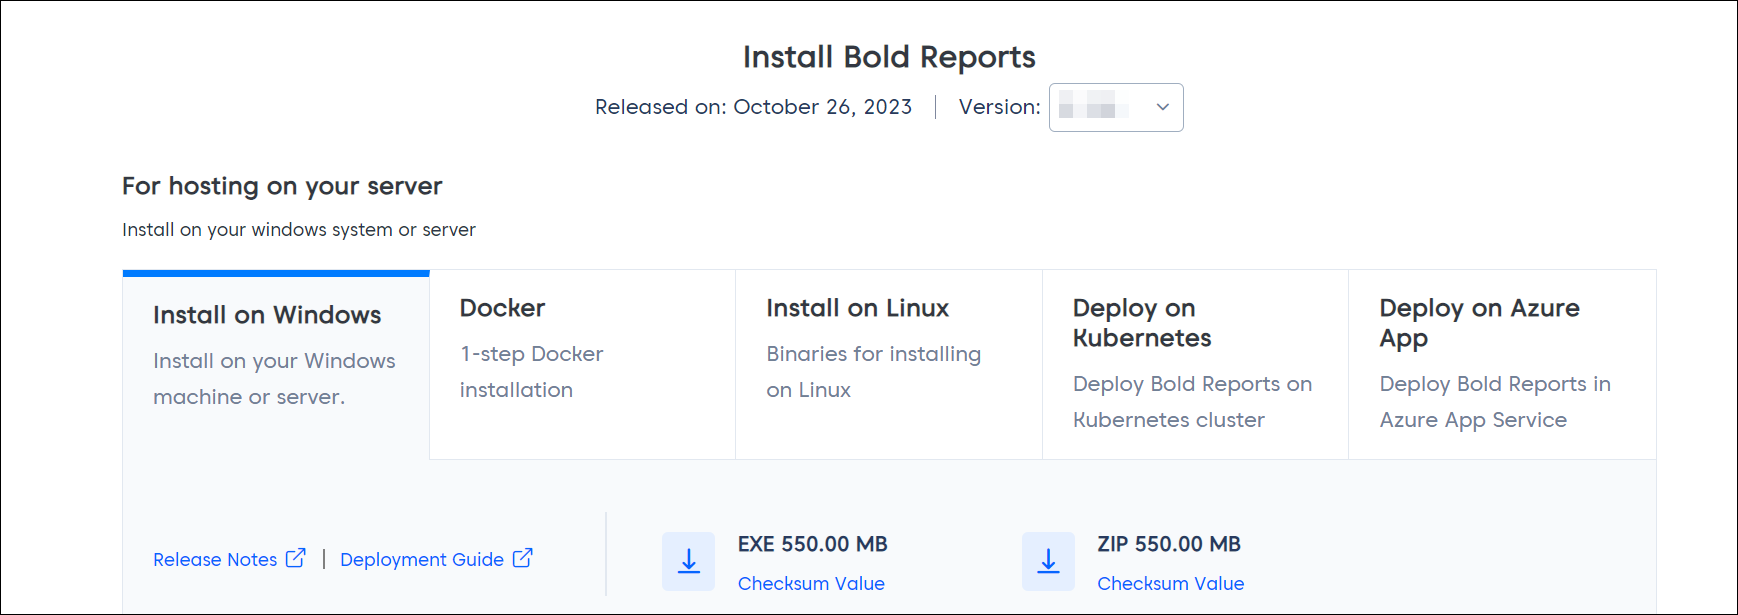 Install Bold Reports
Released on: October 26, 2023 | Version:
For hosting on your server
Install on your windows system or server
Install on Windows
Install on your Windows
machine or server.
Docker
1-step Docker
installation
Install on Linux
Binaries for installing
on Linux
Deploy on
Kubernetes
Deploy Bold Reports on
Kubernetes cluster
Deploy on Azure
App
Deploy Bold Reports in
Azure App Service
Release Notes | Deployment Guide
EXE 550.00 MB
Checksum Value
ZIP 550.00 MB
Checksum Value